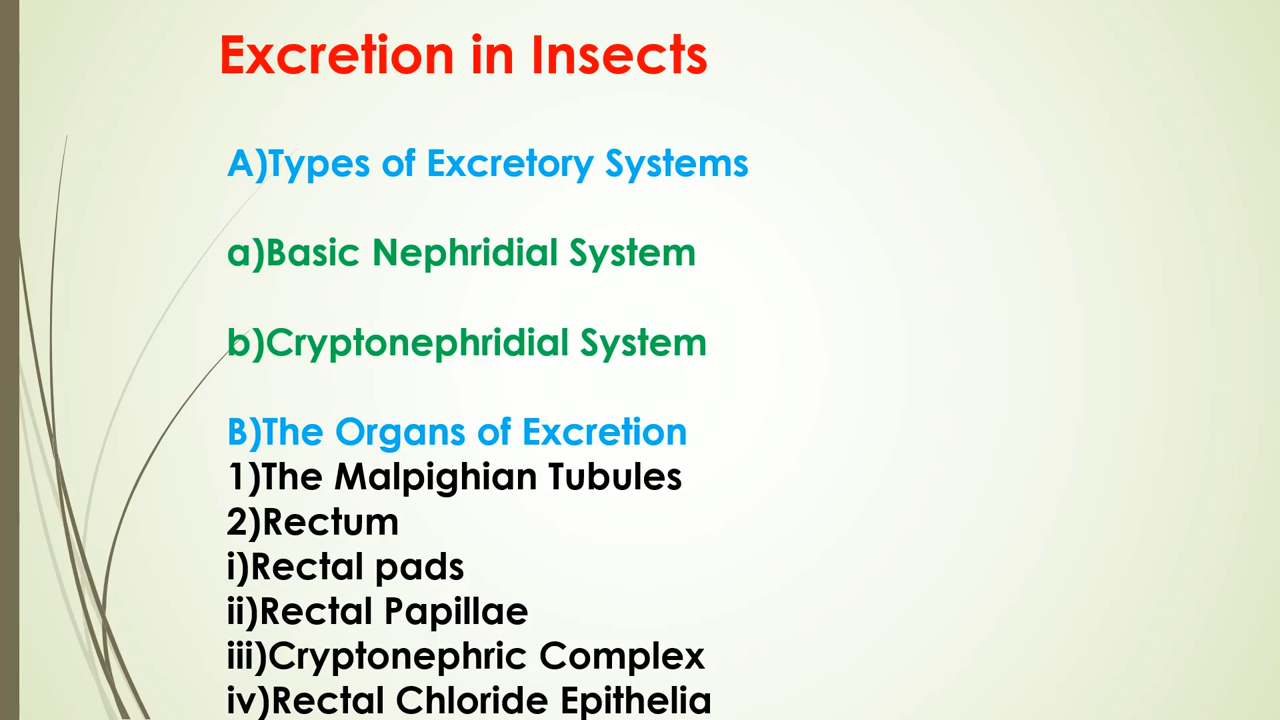 Excretion in Insects
A)Types of Excretory Systems
a)Basic Nephridial System
b)Cryptonephridial System
B)The Organs of Excretion
1)The Malpighian Tubules
2)Rectum
i)Rectal pads
ii)Rectal Papillae
iii)Cryptonephric Complex
iv)Rectal Chloride Epithelia